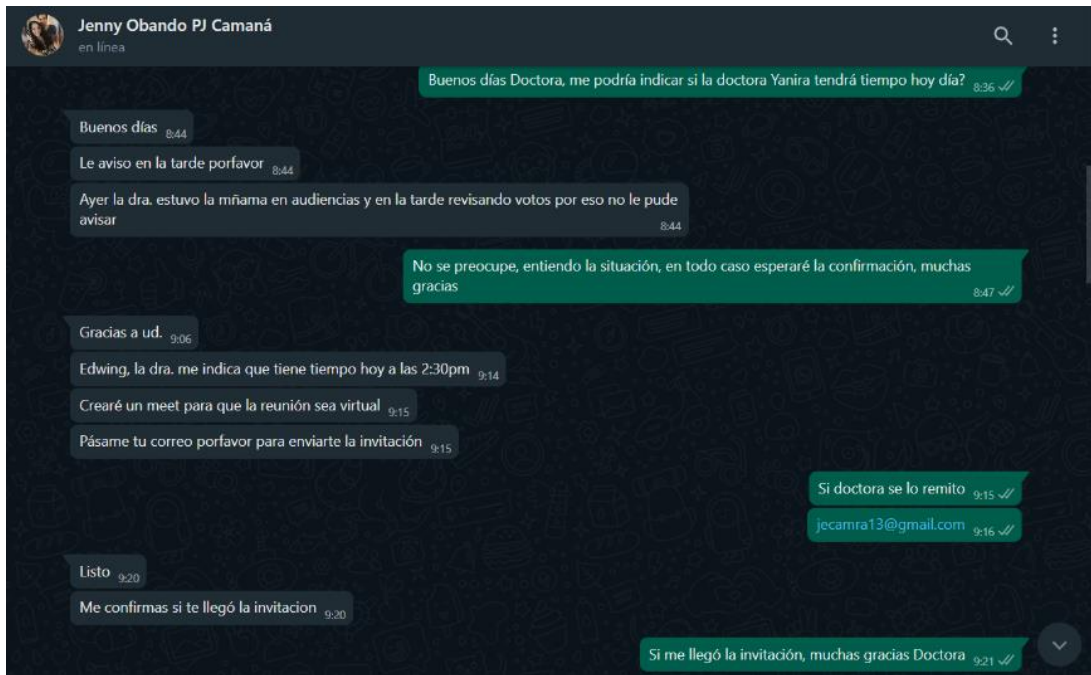 Jenny Obando PJ Camaná
en línea
Buenos días Doctora, me podría indicar si la doctora Yanira tendrá tiempo hoy día? 8:36
Buenos días 8:44
Le aviso en la tarde porfavor 8:44
Ayer la dra. estuvo la mñama en audiencias y en la tarde revisando votos por eso no le pude
avisar 8:44
No se preocupe, entiendo la situación, en todo caso esperaré la confirmación, muchas
gracias 8:47
Gracias a ud. 9:06
Edwing, la dra. me indica que tiene tiempo hoy a las 2:30pm 9:14
Crearé un meet para que la reunión sea virtual 9:15
Pásame tu correo porfavor para enviarte la invitación 9:15
Si doctora se lo remito 9:15
jecamra13@gmail.com 9:16
Listo 9:20
Me confirmas si te llegó la invitacion 9:20
Si me llegó la invitación, muchas gracias Doctora 9:21